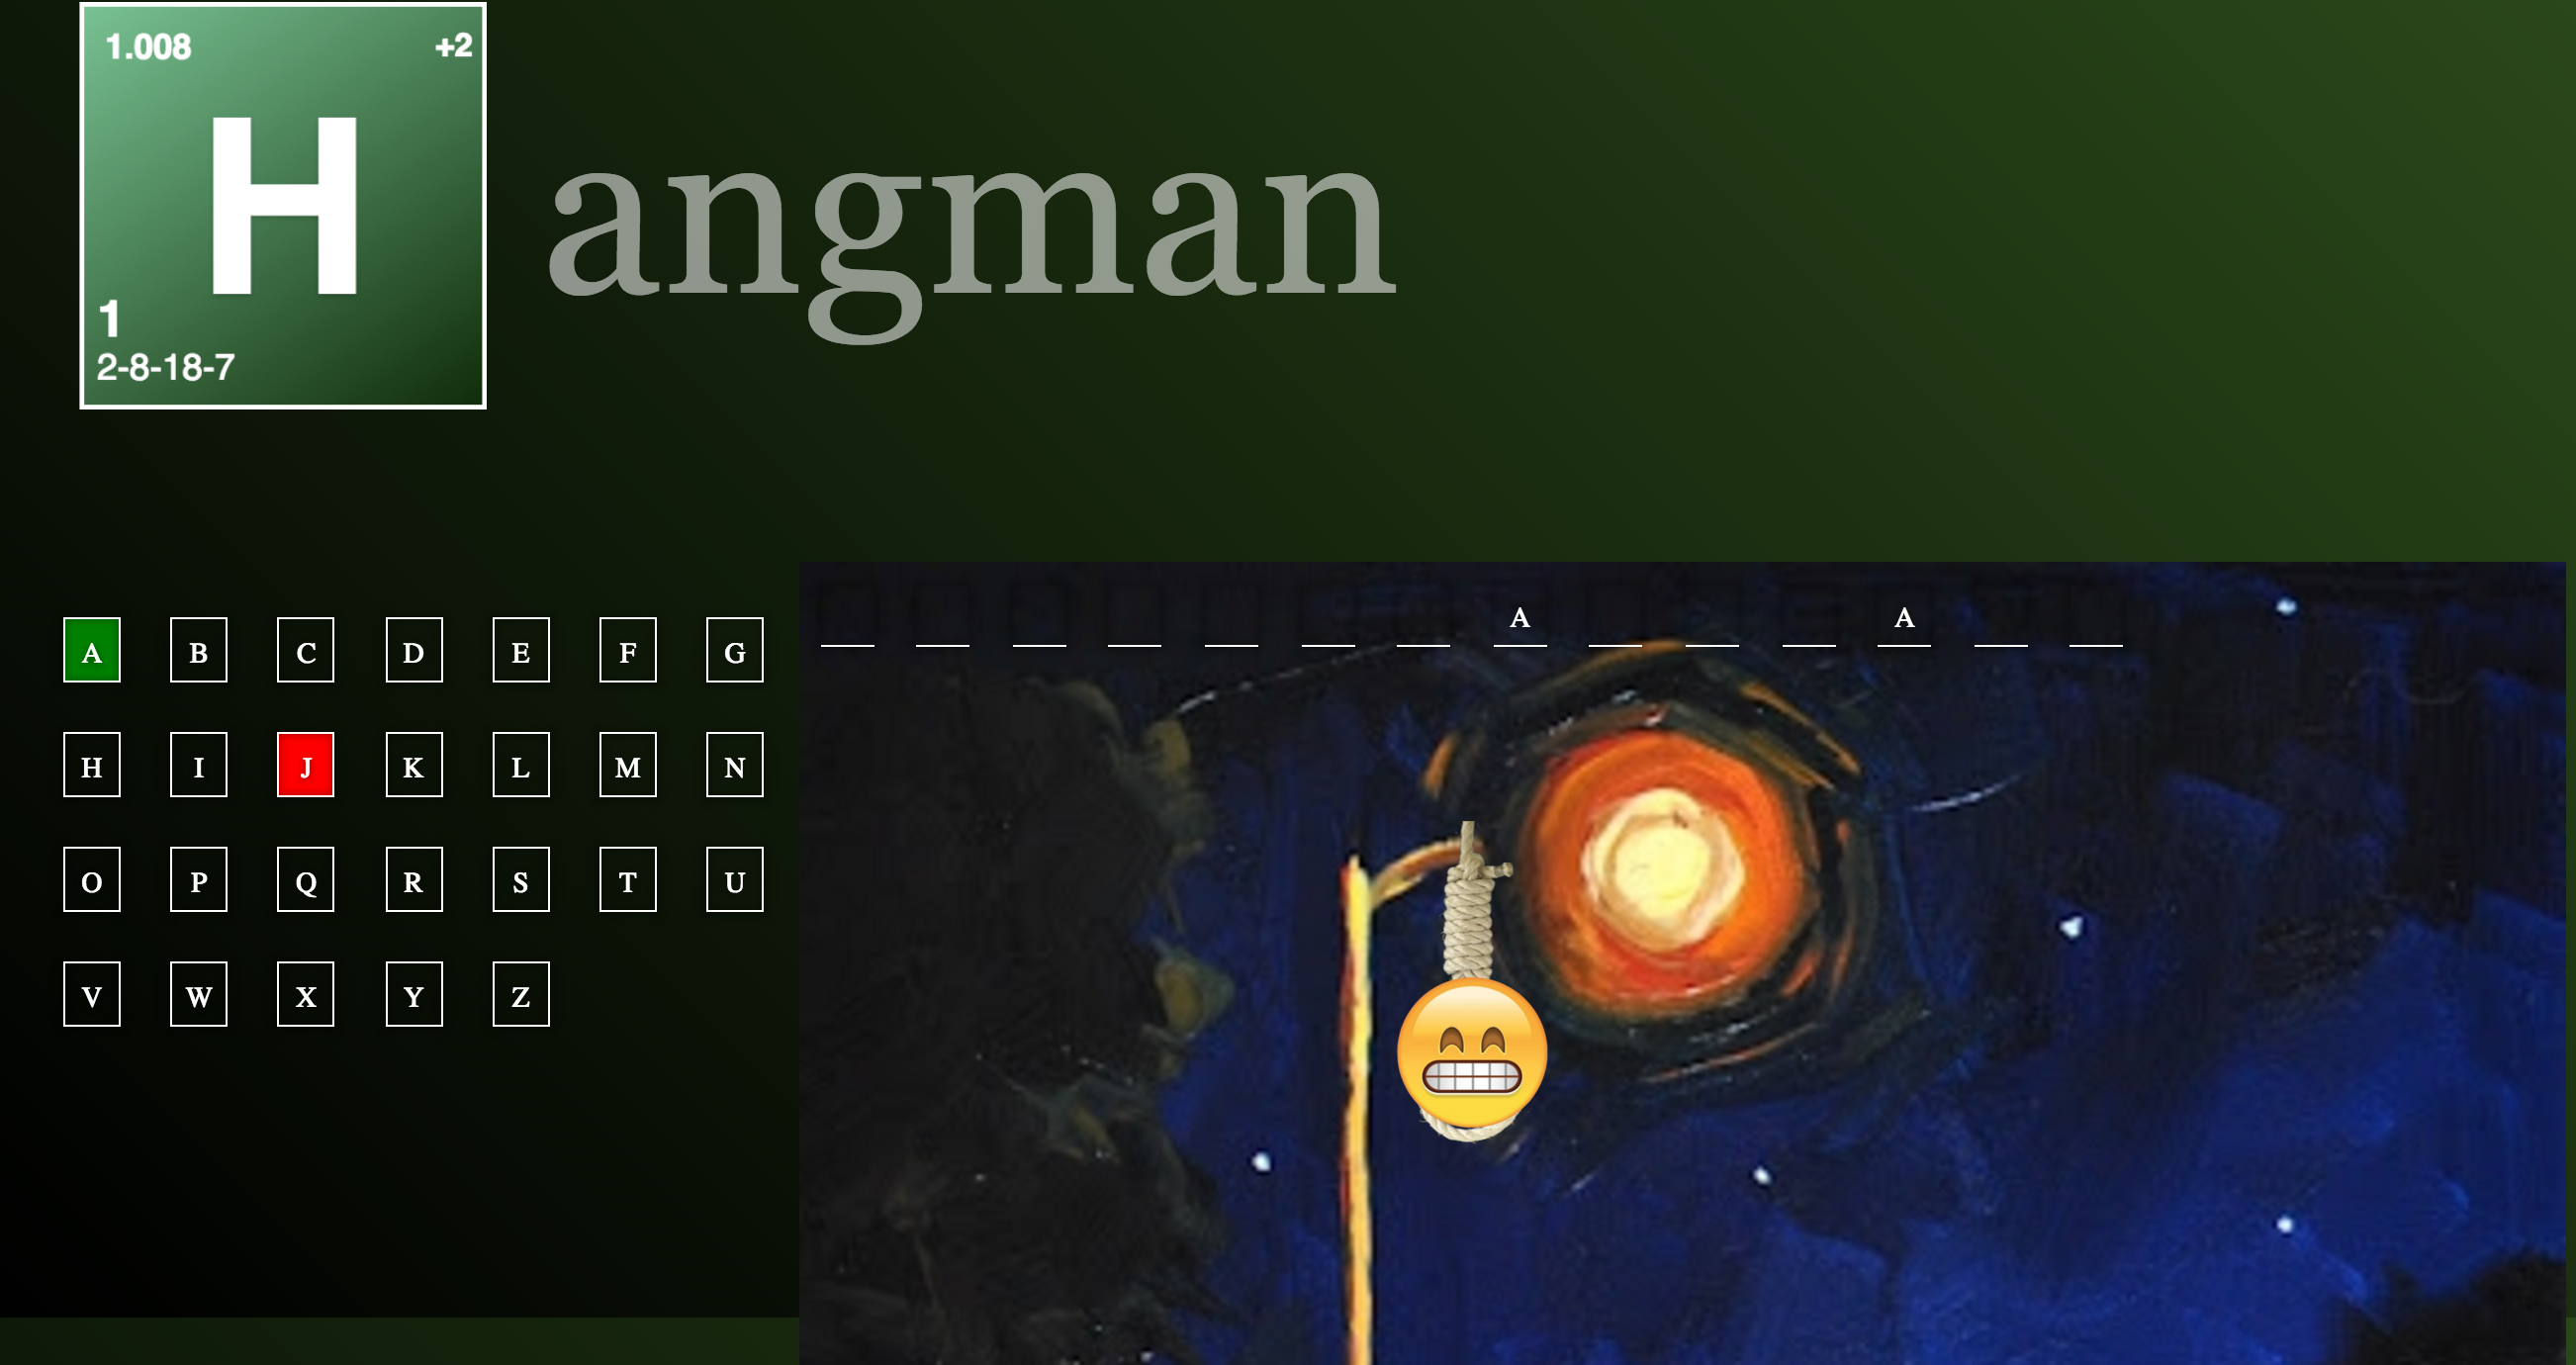 1.008 +2
H angman
1
2-8-18-7
A A
A B C D E F G
H I J K L M N
O P Q R S T U
V W X Y Z